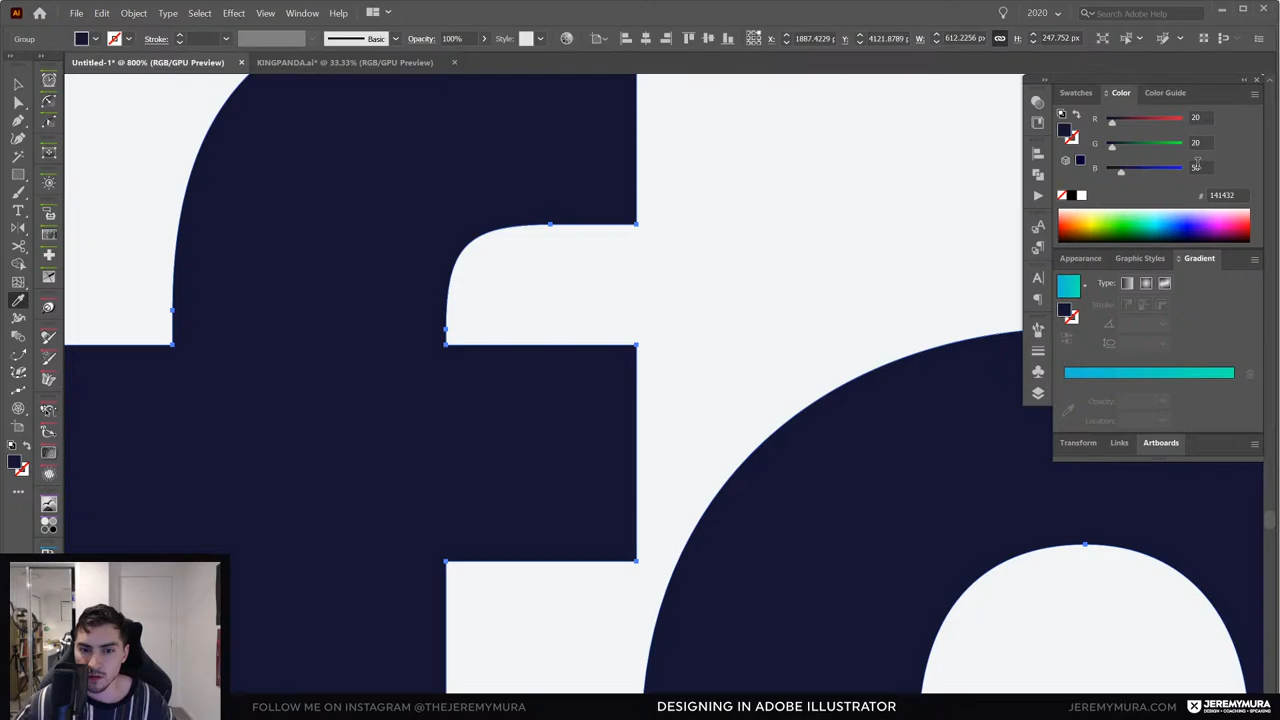 Ai File Edit Object Type Select Effect View Window Help 2020 Search Adobe Help
Group Stroke: Basic Opacity: 100% Style: X: 1887.4229 Y: 4121.8789 W: 612.2256 px H: 247.752 px
Untitled-1* @ 800% (RGB/GPU Preview) KINGPANDA.ai* @ 33.33% (RGB/GPU Preview)
Swatches Color Color Guide
R 20
G 20
B 50
# 141432
Appearance Graphic Styles Gradient
Type:
Stroke:
Opacity:
Location:
Transform Links Artboards
FOLLOW ME ON INSTAGRAM @THEJEREMYMURA DESIGNING IN ADOBE ILLUSTRATOR JEREMYMURA.COM JEREMY MURA
DESIGN • COACHING • SPEAKING